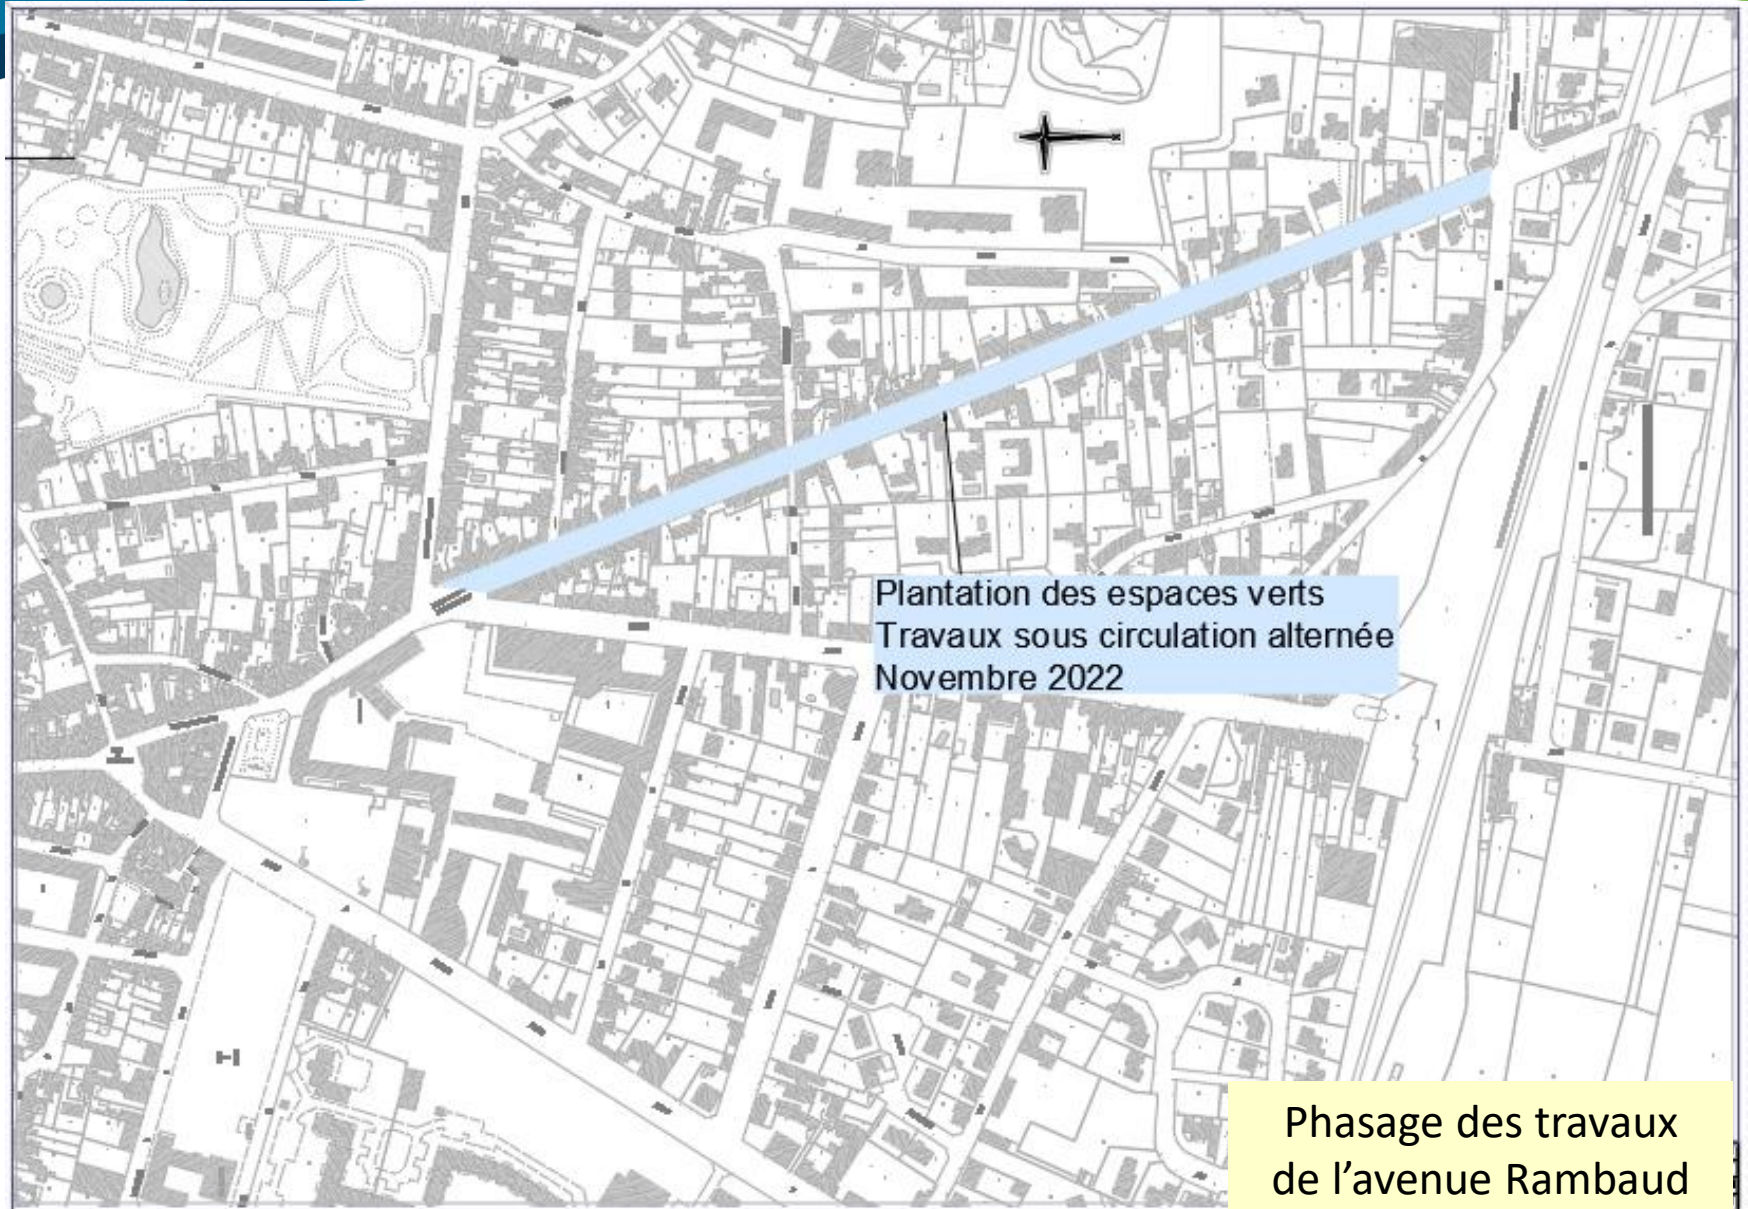 Plantation des espaces verts
Travaux sous circulation alternée
Novembre 2022
Phasage des travaux
de l’avenue Rambaud